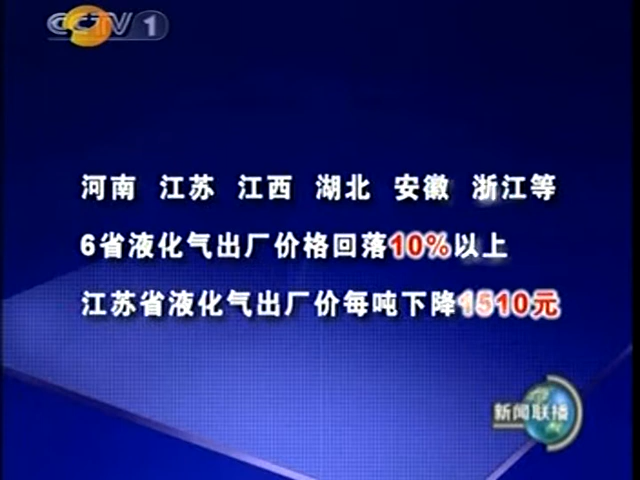 CCTV 1
河南 江苏 江西 湖北 安徽 浙江等
6省液化气出厂价格回落10%以上
江苏省液化气出厂价每吨下降1510元
新闻联播